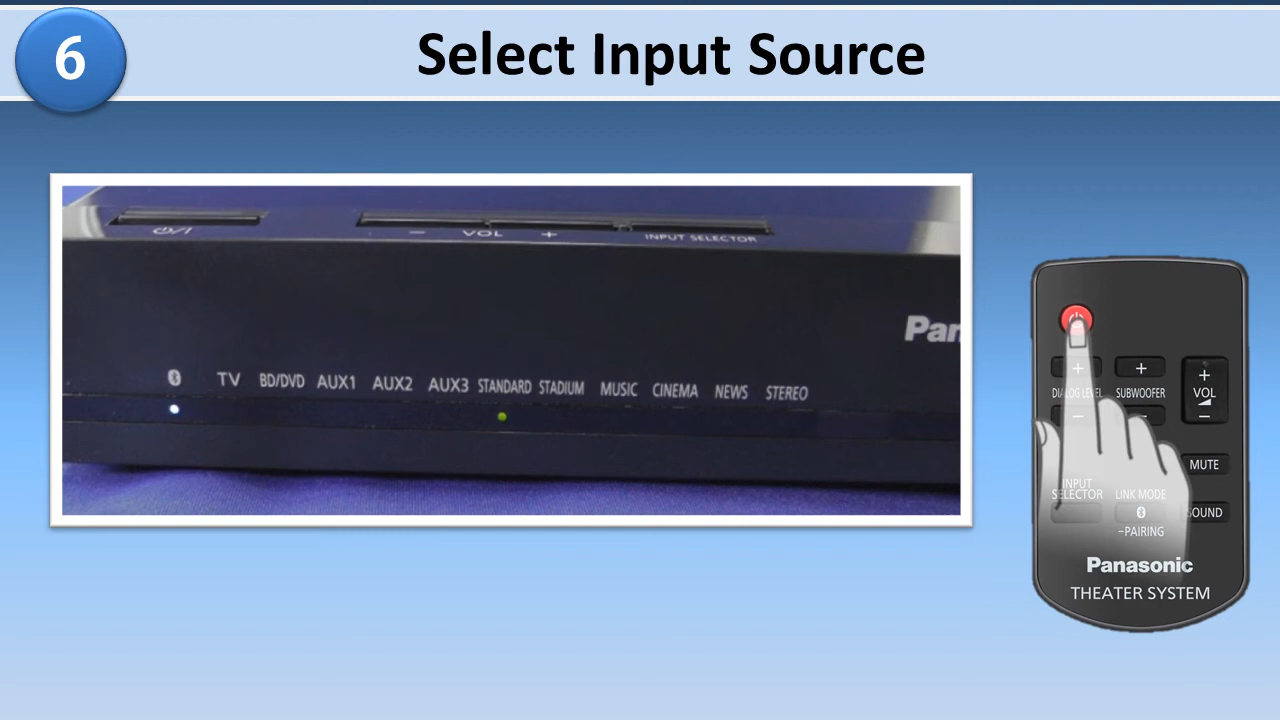 6
Select Input Source
⏻/I
− VOL +
INPUT SELECTOR
Pan
TV BD/DVD AUX1 AUX2 AUX3 STANDARD STADIUM MUSIC CINEMA NEWS STEREO
+ + +
DIALOG LEVEL SUBWOOFER VOL
− − −
MUTE
INPUT
SELECTOR
LINK MODE
SOUND
−PAIRING
Panasonic
THEATER SYSTEM